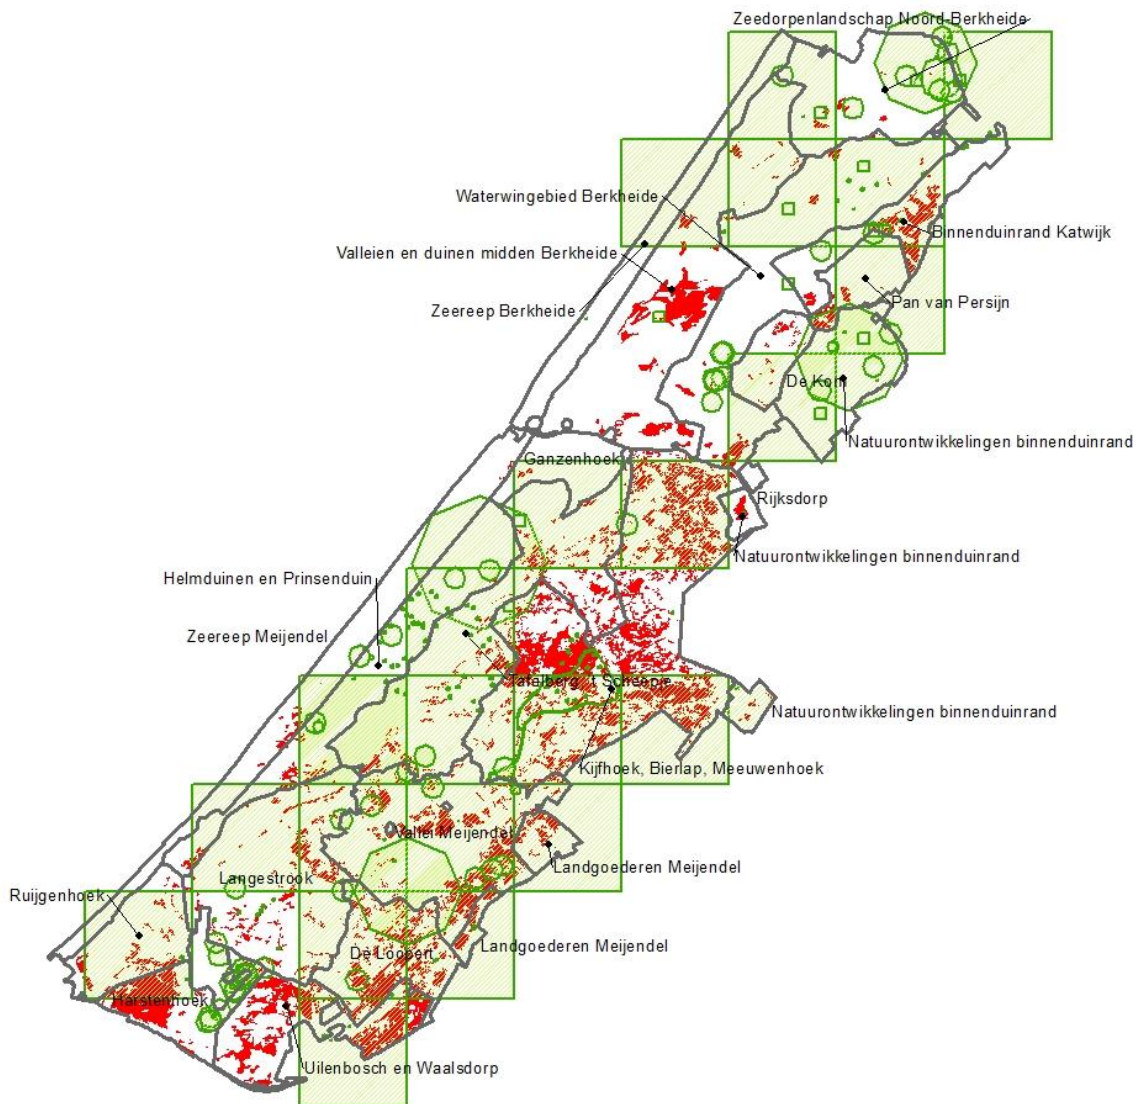 Zeedorpenlandschap Noord-Berkheide
Waterwingebied Berkheide
Binnenduinrand Katwijk
Valleien en duinen midden Berkheide
Pan van Persijn
Zeereep Berkheide
De Kom
Natuurontwikkelingen binnenduinrand
Ganzenhoek
Rijksdorp
Natuurontwikkelingen binnenduinrand
Helmduinen en Prinsenduin
Zeereep Meijendel
Tafelberg 't Scheepje
Natuurontwikkelingen binnenduinrand
Kijfhoek, Bierlap, Meeuwenhoek
Vallei Meijendel
Landgoederen Meijendel
Langestrook
Ruijgenhoek
Landgoederen Meijendel
De Loopert
Harstenhoek
Uilenbosch en Waalsdorp